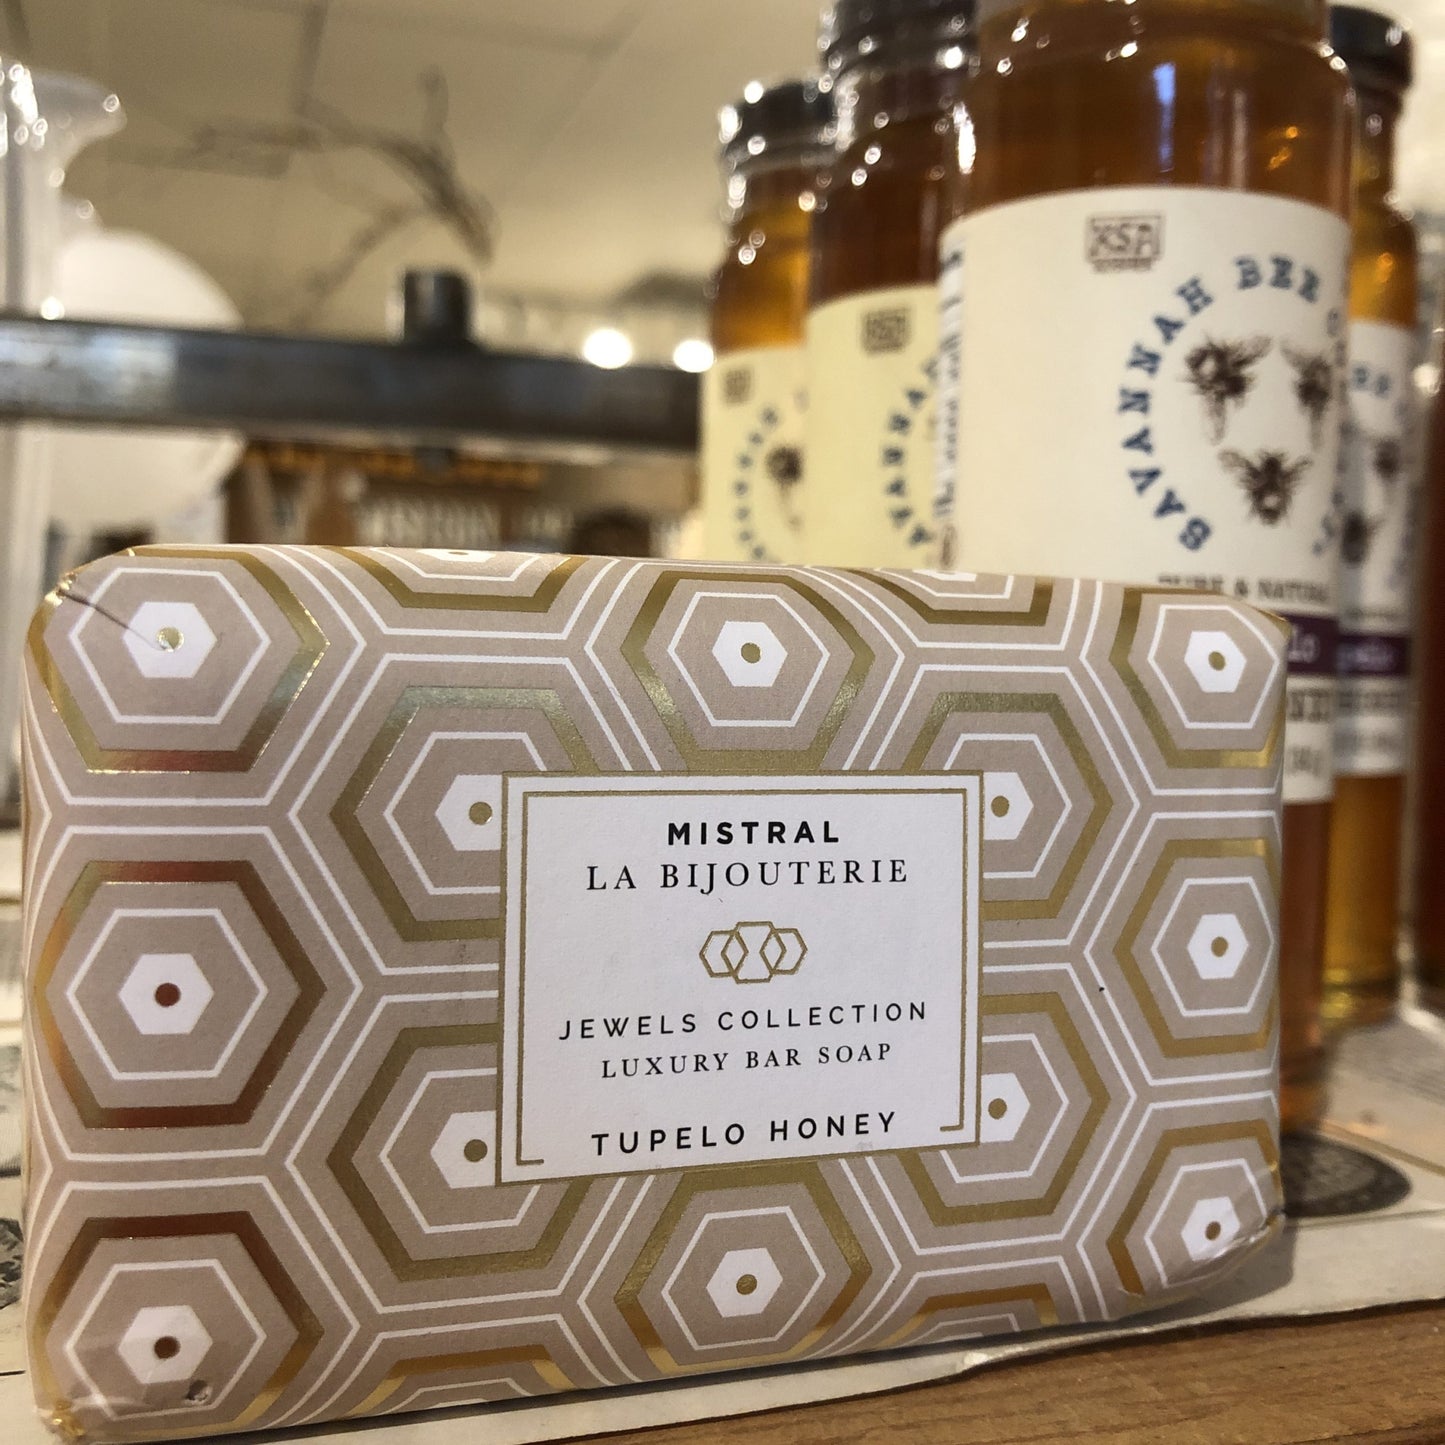 MISTRAL
LA BIJOUTERIE
JEWELS COLLECTION
LUXURY BAR SOAP
TUPELO HONEY
SAVANNAH BEE
PURE & NATURAL